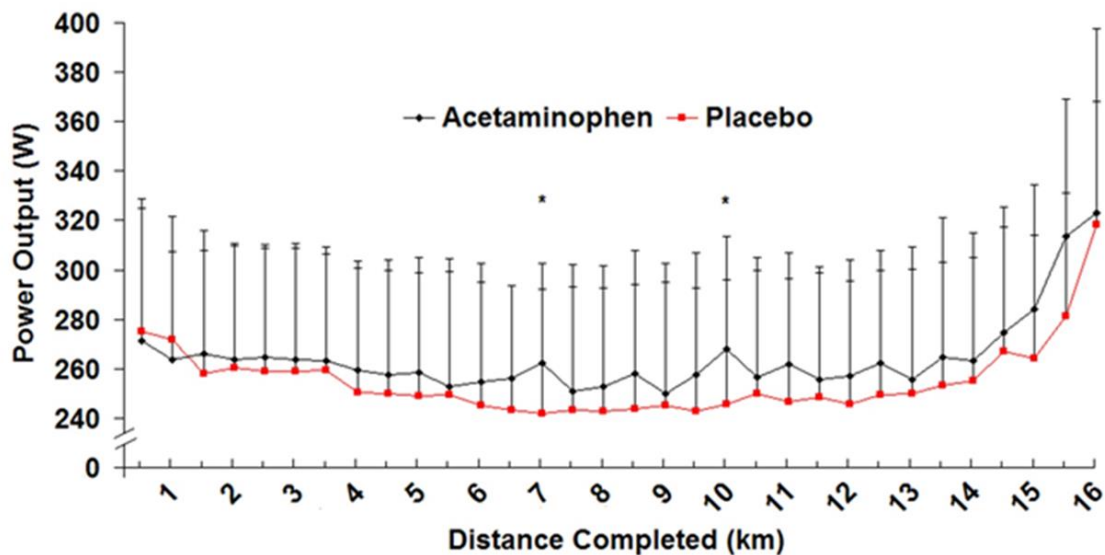 400
380
360
340
320
300
280
260
240
0
Power Output (W)
Acetaminophen Placebo
* *
1 2 3 4 5 6 7 8 9 10 11 12 13 14 15 16
Distance Completed (km)